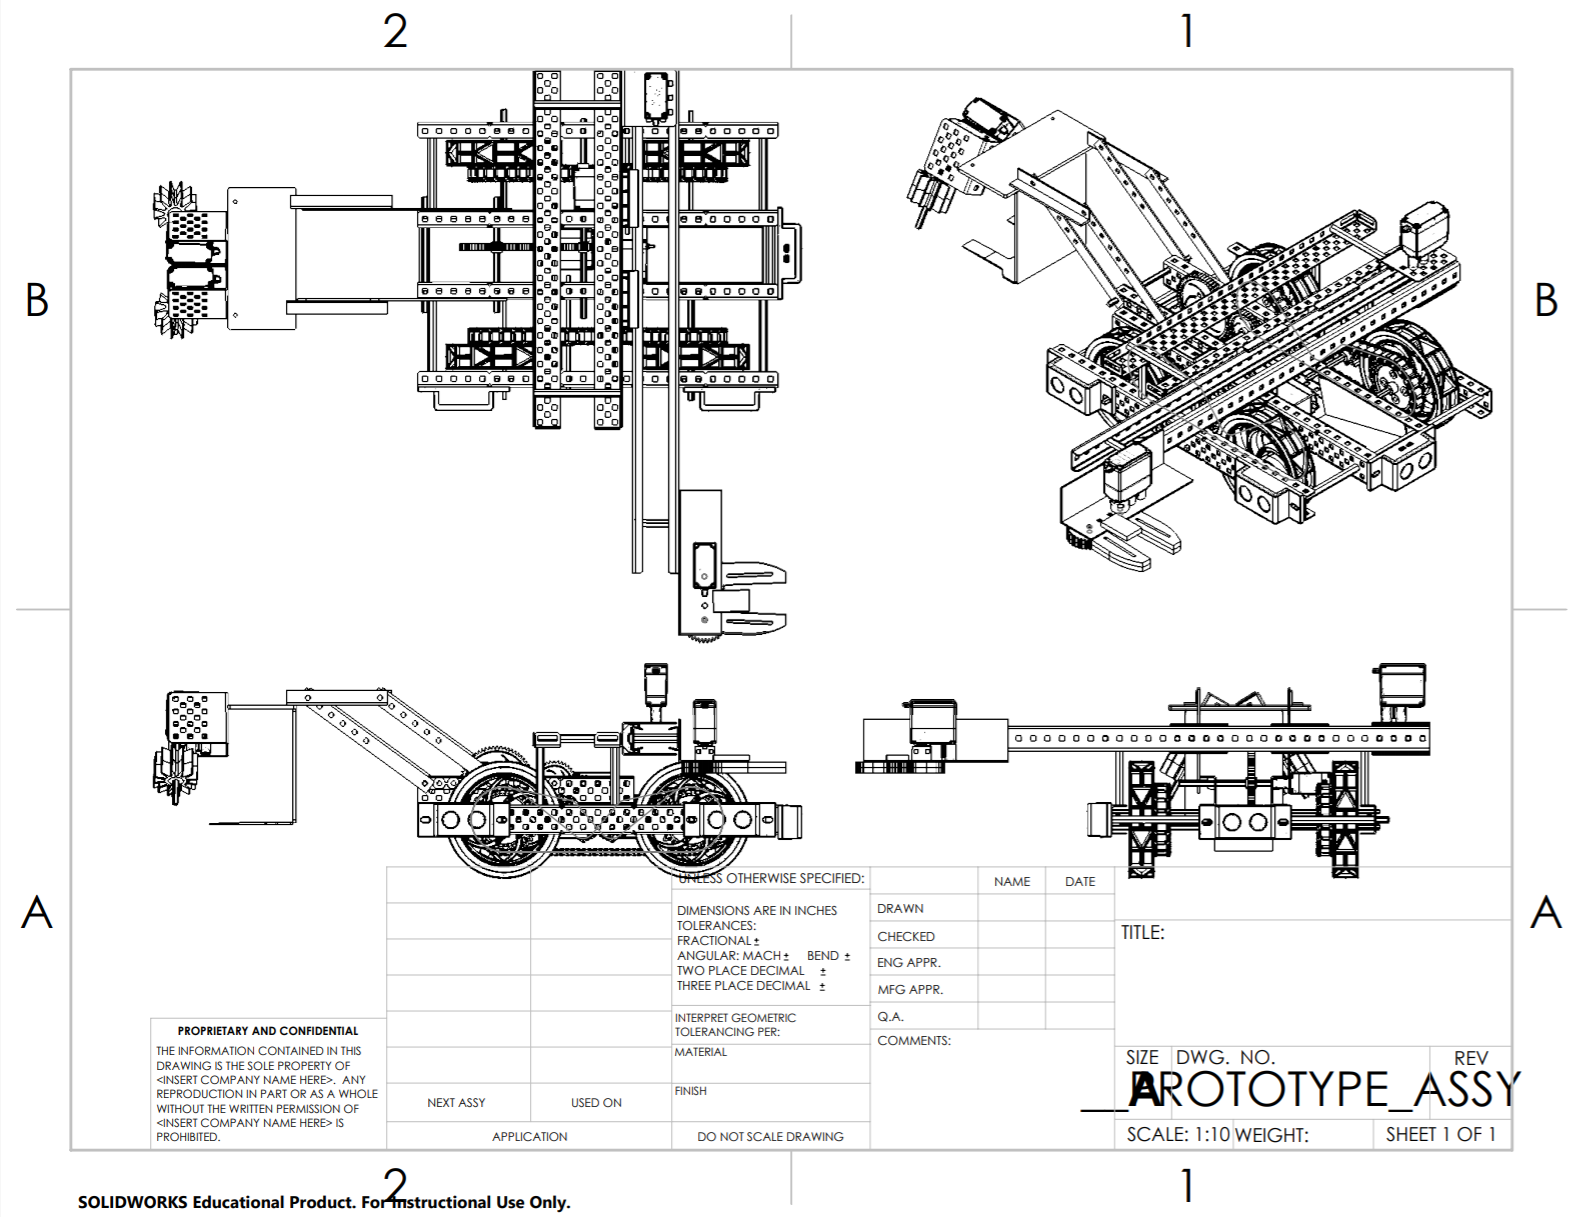 2 1
B B
A A
UNLESS OTHERWISE SPECIFIED:
DIMENSIONS ARE IN INCHES
TOLERANCES:
FRACTIONAL ±
ANGULAR: MACH ± BEND ±
TWO PLACE DECIMAL ±
THREE PLACE DECIMAL ±
INTERPRET GEOMETRIC
TOLERANCING PER:
MATERIAL
FINISH
NAME DATE
DRAWN
CHECKED
ENG APPR.
MFG APPR.
Q.A.
COMMENTS:
TITLE:
SIZE DWG. NO. REV
A
__PROTOTYPE_ASSY
SCALE: 1:10 WEIGHT: SHEET 1 OF 1
PROPRIETARY AND CONFIDENTIAL
THE INFORMATION CONTAINED IN THIS
DRAWING IS THE SOLE PROPERTY OF
<INSERT COMPANY NAME HERE>. ANY
REPRODUCTION IN PART OR AS A WHOLE
WITHOUT THE WRITTEN PERMISSION OF
<INSERT COMPANY NAME HERE> IS
PROHIBITED.
NEXT ASSY USED ON
APPLICATION DO NOT SCALE DRAWING
2 1
SOLIDWORKS Educational Product. For Instructional Use Only.